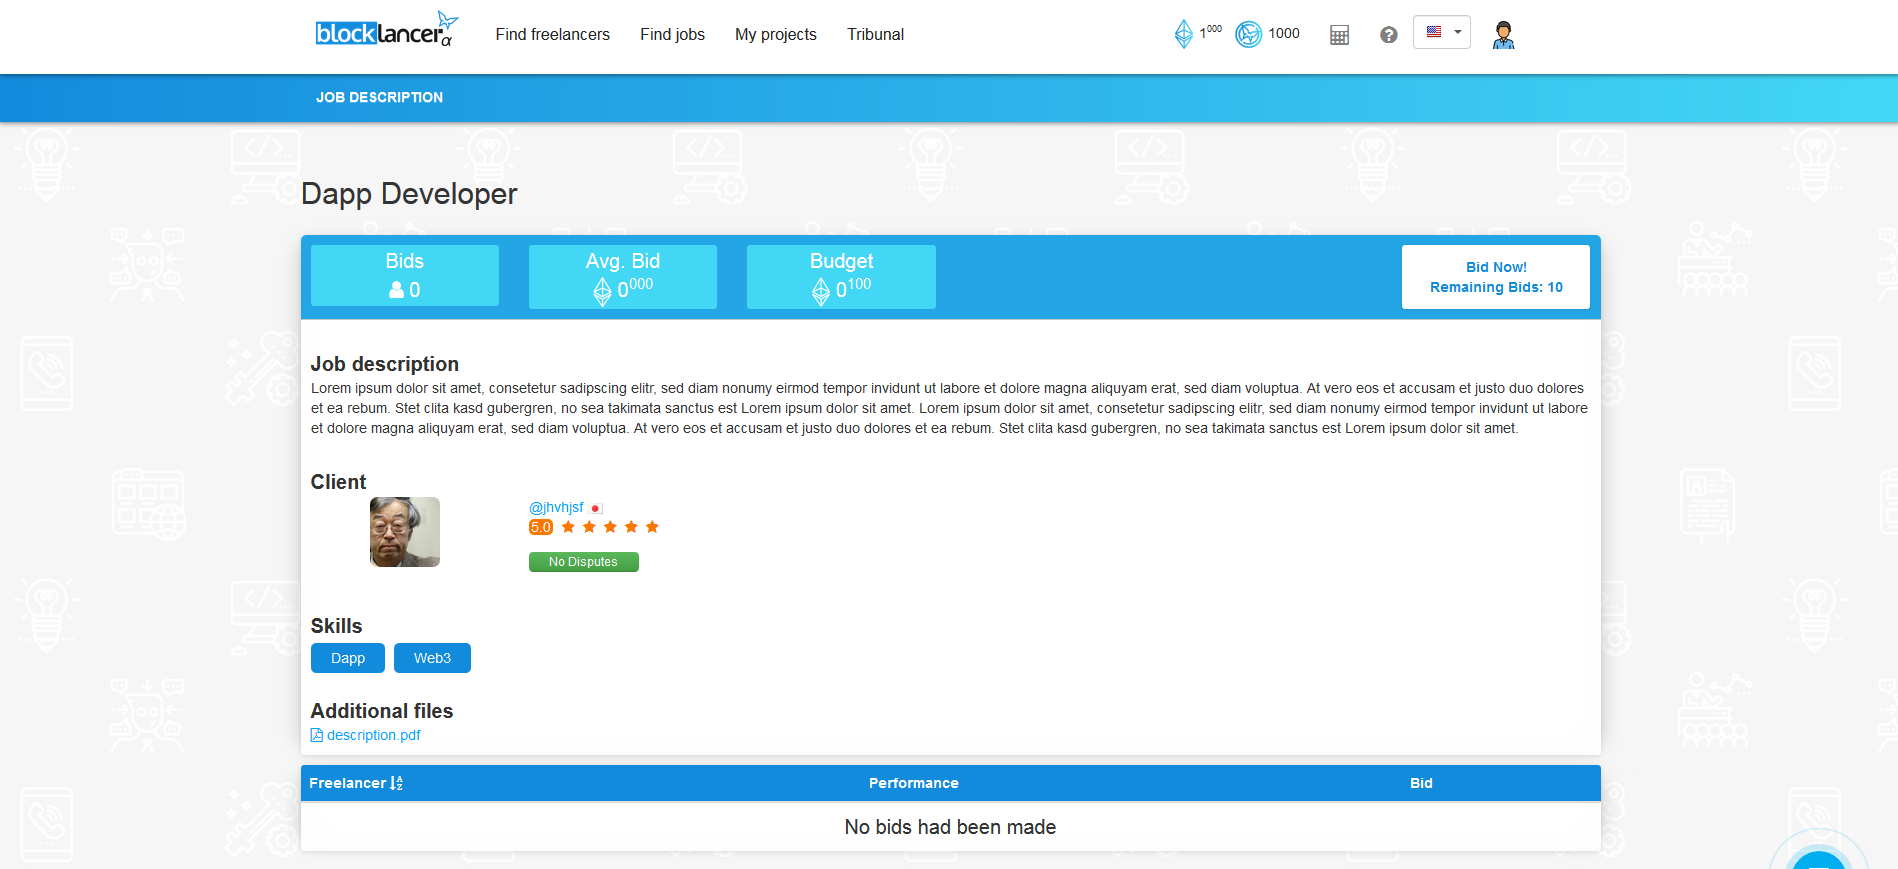 blocklancer α Find freelancers Find jobs My projects Tribunal 1⁰⁰⁰ 1000
JOB DESCRIPTION
Dapp Developer
Bids
0
Avg. Bid
0⁰⁰⁰
Budget
0¹⁰⁰
Bid Now!
Remaining Bids: 10
Job description
Lorem ipsum dolor sit amet, consetetur sadipscing elitr, sed diam nonumy eirmod tempor invidunt ut labore et dolore magna aliquyam erat, sed diam voluptua. At vero eos et accusam et justo duo dolores
et ea rebum. Stet clita kasd gubergren, no sea takimata sanctus est Lorem ipsum dolor sit amet. Lorem ipsum dolor sit amet, consetetur sadipscing elitr, sed diam nonumy eirmod tempor invidunt ut labore
et dolore magna aliquyam erat, sed diam voluptua. At vero eos et accusam et justo duo dolores et ea rebum. Stet clita kasd gubergren, no sea takimata sanctus est Lorem ipsum dolor sit amet.
Client
@jhvhjsf
5.0
No Disputes
Skills
Dapp Web3
Additional files
description.pdf
Freelancer Performance Bid
No bids had been made